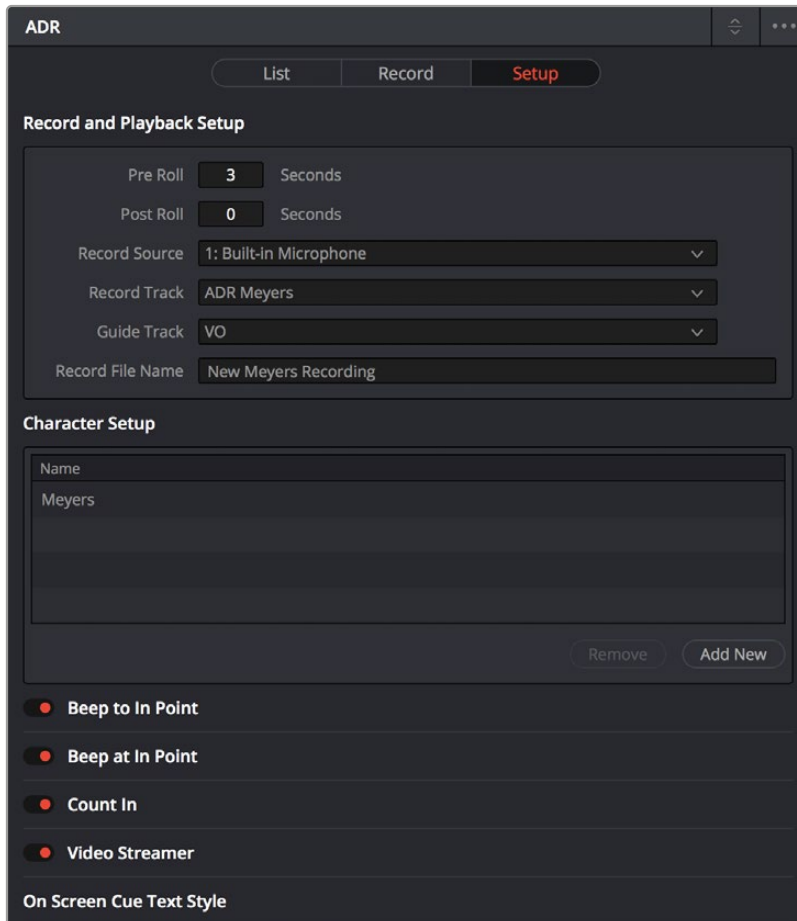 ADR
List Record Setup
Record and Playback Setup
Pre Roll 3 Seconds
Post Roll 0 Seconds
Record Source 1: Built-in Microphone
Record Track ADR Meyers
Guide Track VO
Record File Name New Meyers Recording
Character Setup
Name
Meyers
Remove Add New
Beep to In Point
Beep at In Point
Count In
Video Streamer
On Screen Cue Text Style